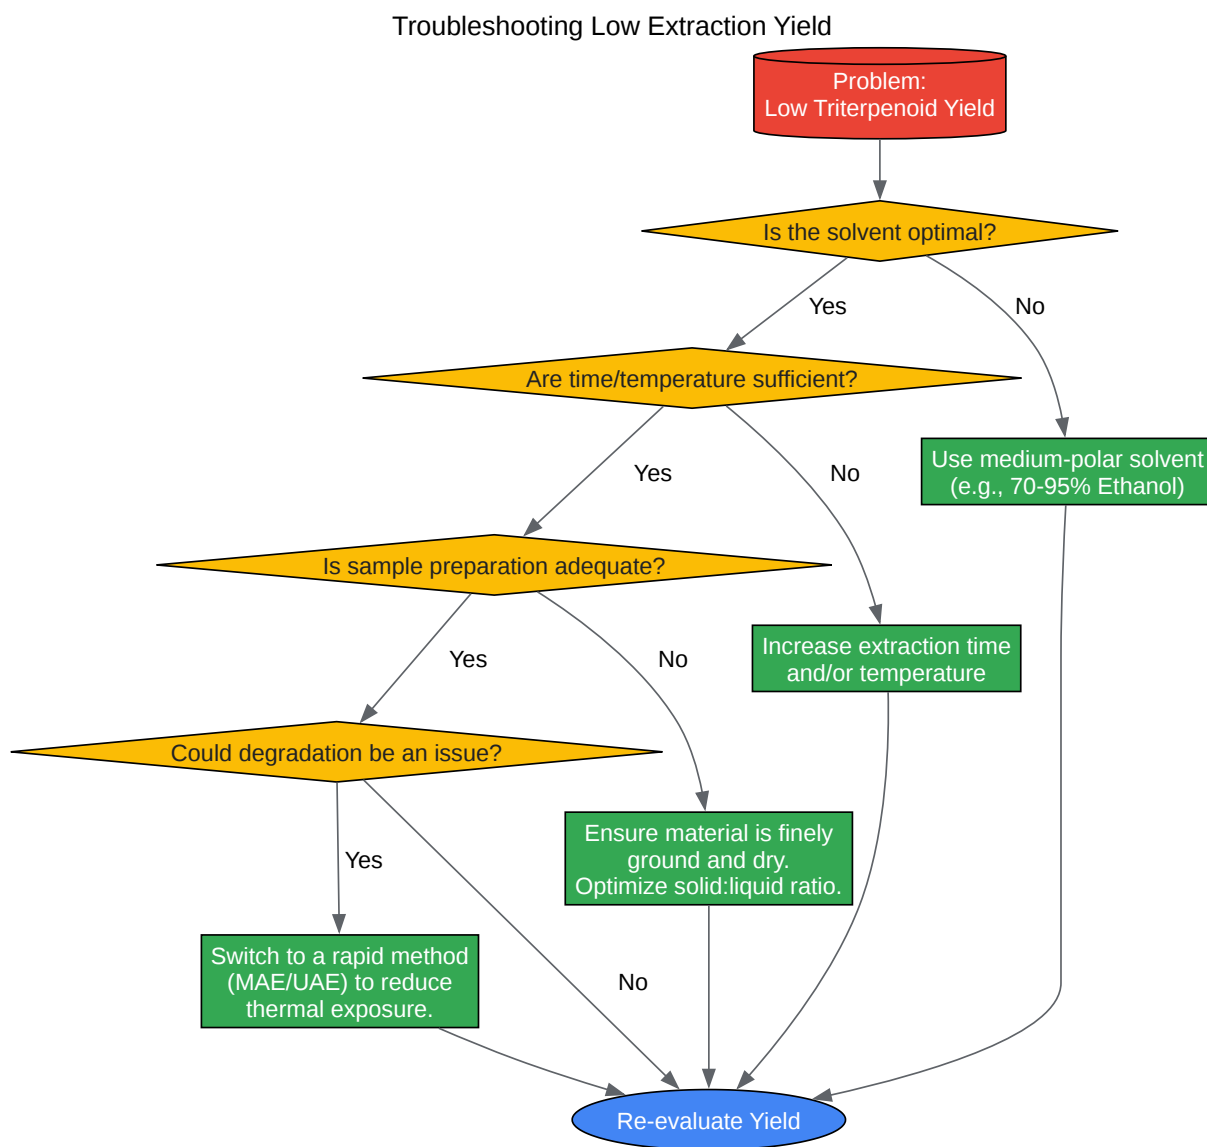 Troubleshooting Low Extraction Yield
Problem:
Low Triterpenoid Yield
Is the solvent optimal?
Yes
No
Are time/temperature sufficient?
Use medium-polar solvent
(e.g., 70-95% Ethanol)
Yes
No
Is sample preparation adequate?
Increase extraction time
and/or temperature
Yes
No
Could degradation be an issue?
Ensure material is finely
ground and dry.
Optimize solid:liquid ratio.
Yes
Switch to a rapid method
(MAE/UAE) to reduce
thermal exposure.
No
Re-evaluate Yield